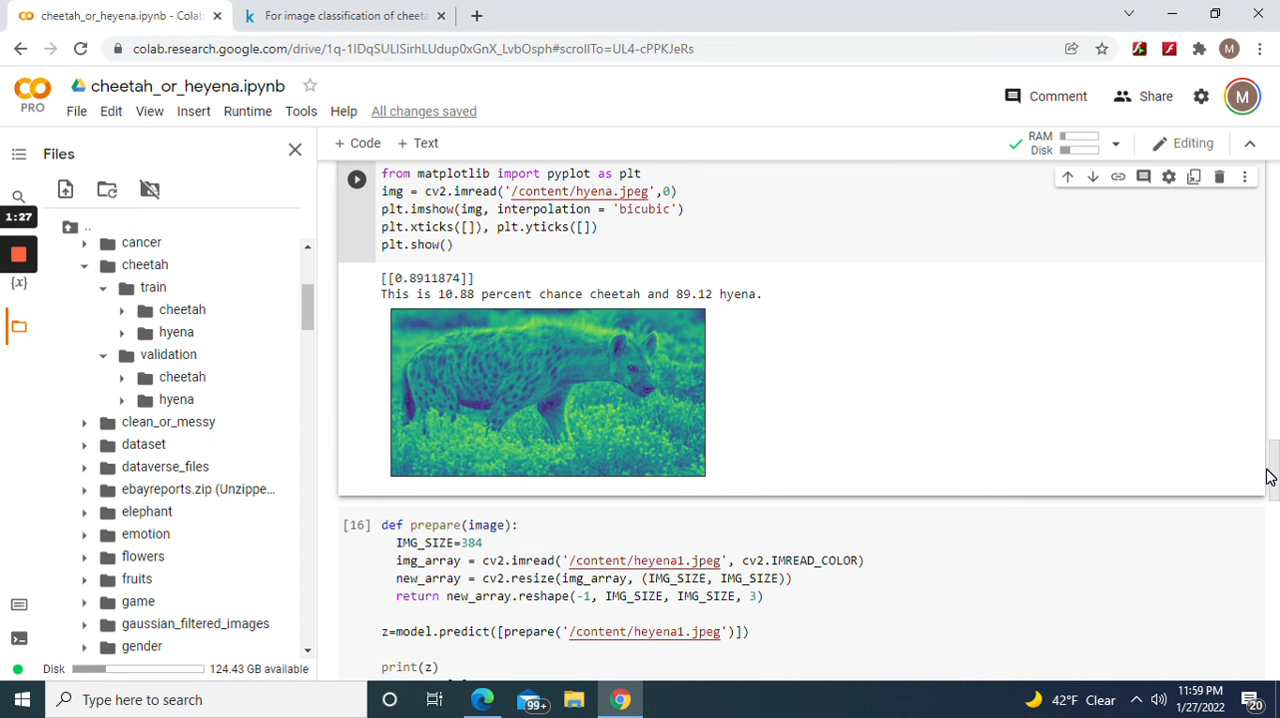 cheetah_or_heyena.ipynb - Colab
For image classification of cheeta
colab.research.google.com/drive/1q-1IDqSULISirhLUdup0xGnX_LvbOsph#scrollTo=UL4-cPPKJeRs
M
CO
PRO
cheetah_or_heyena.ipynb
Comment
Share
M
File Edit View Insert Runtime Tools Help All changes saved
Files
+ Code + Text
RAM
Disk
Editing
1:27
{x}
..
cancer
cheetah
train
cheetah
hyena
validation
cheetah
hyena
clean_or_messy
dataset
dataverse_files
ebayreports.zip (Unzippe...
elephant
emotion
flowers
fruits
game
gaussian_filtered_images
gender
Disk 124.43 GB available
from matplotlib import pyplot as plt
img = cv2.imread('/content/hyena.jpeg',0)
plt.imshow(img, interpolation = 'bicubic')
plt.xticks([]), plt.yticks([])
plt.show()
[[0.8911874]]
This is 10.88 percent chance cheetah and 89.12 hyena.
[16] def prepare(image):
IMG_SIZE=384
img_array = cv2.imread('/content/heyena1.jpeg', cv2.IMREAD_COLOR)
new_array = cv2.resize(img_array, (IMG_SIZE, IMG_SIZE))
return new_array.reshape(-1, IMG_SIZE, IMG_SIZE, 3)
z=model.predict([prepare('/content/heyena1.jpeg')])
print(z)
Type here to search
99+
42°F Clear
11:59 PM
1/27/2022
20